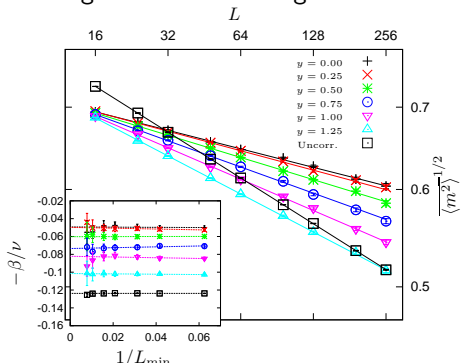 L
16 32 64 128 256
y = 0.00
y = 0.25
y = 0.50
y = 0.75
y = 1.00
y = 1.25
Uncorr.
0.7
0.6
0.5
⟨m²⟩^{1/2}
-0.02
-0.04
-0.06
-0.08
-0.1
-0.12
-0.14
-0.16
−β/ν
0 0.02 0.04 0.06
1/L_min